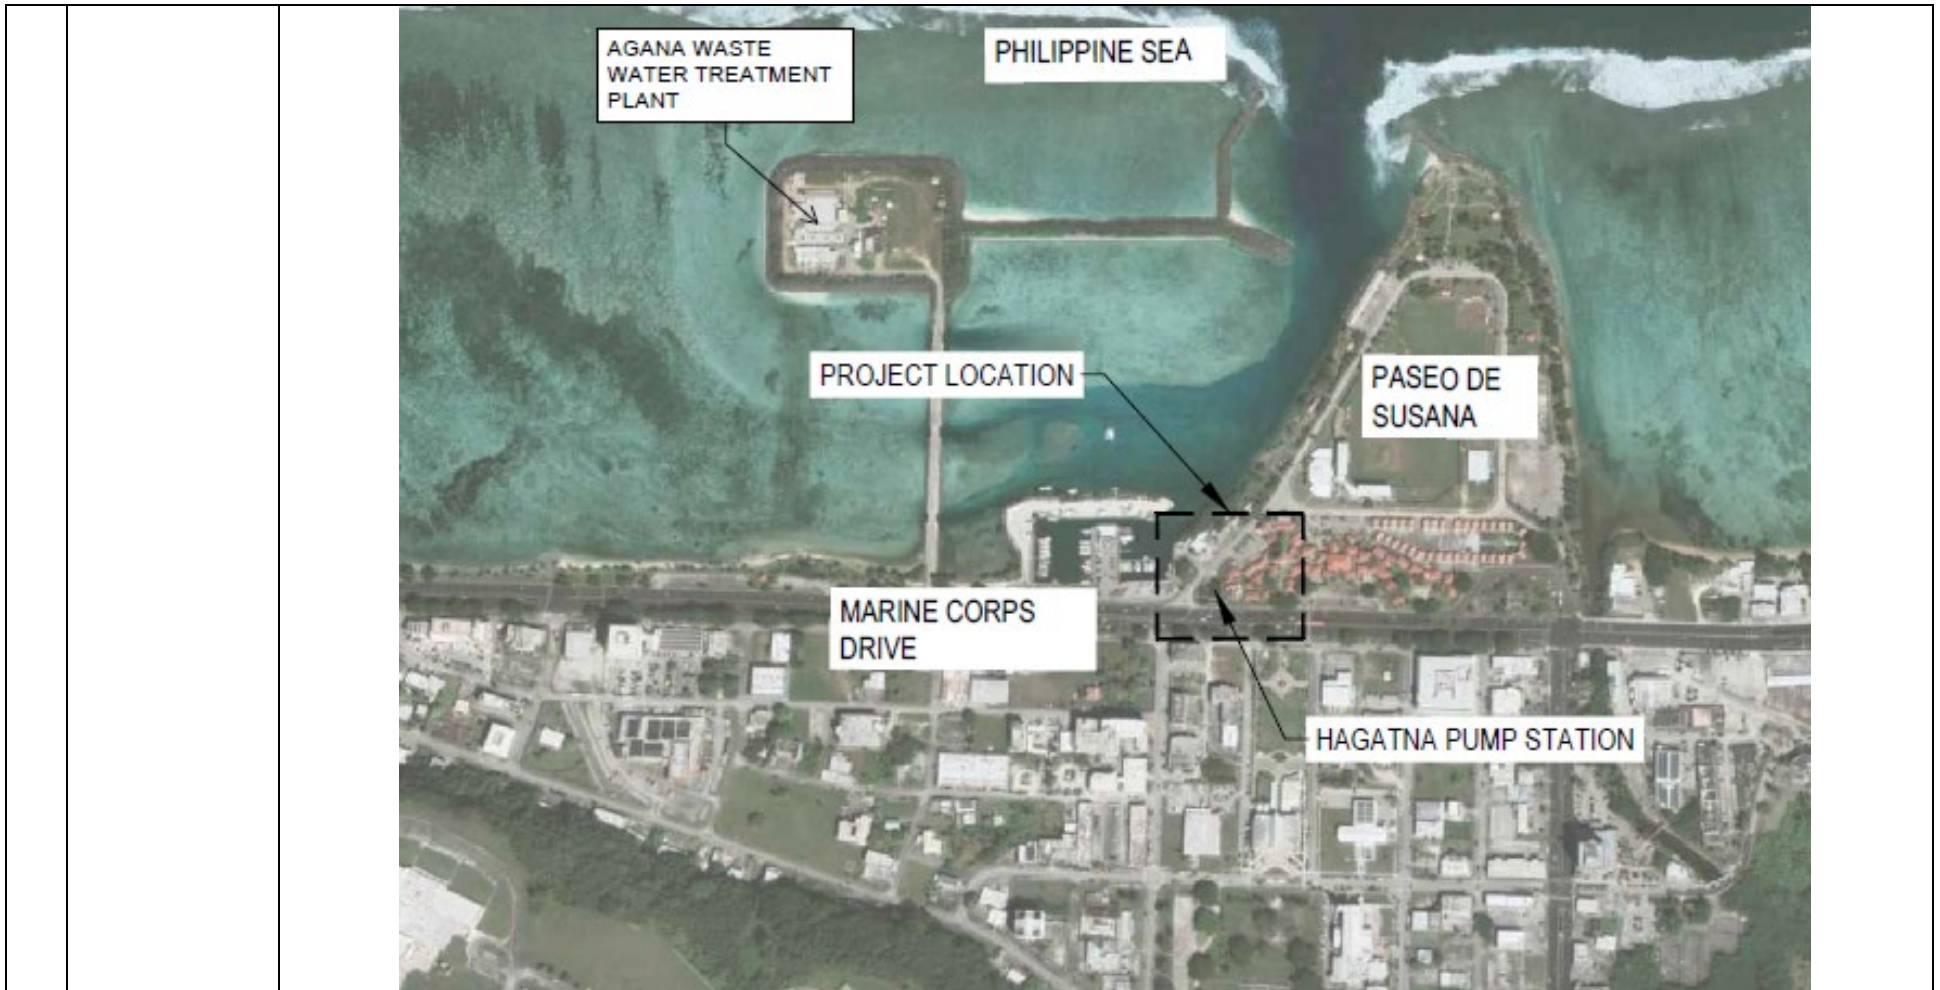 AGANA WASTE
WATER TREATMENT
PLANT
PHILIPPINE SEA
PROJECT LOCATION
PASEO DE
SUSANA
MARINE CORPS
DRIVE
HAGATNA PUMP STATION